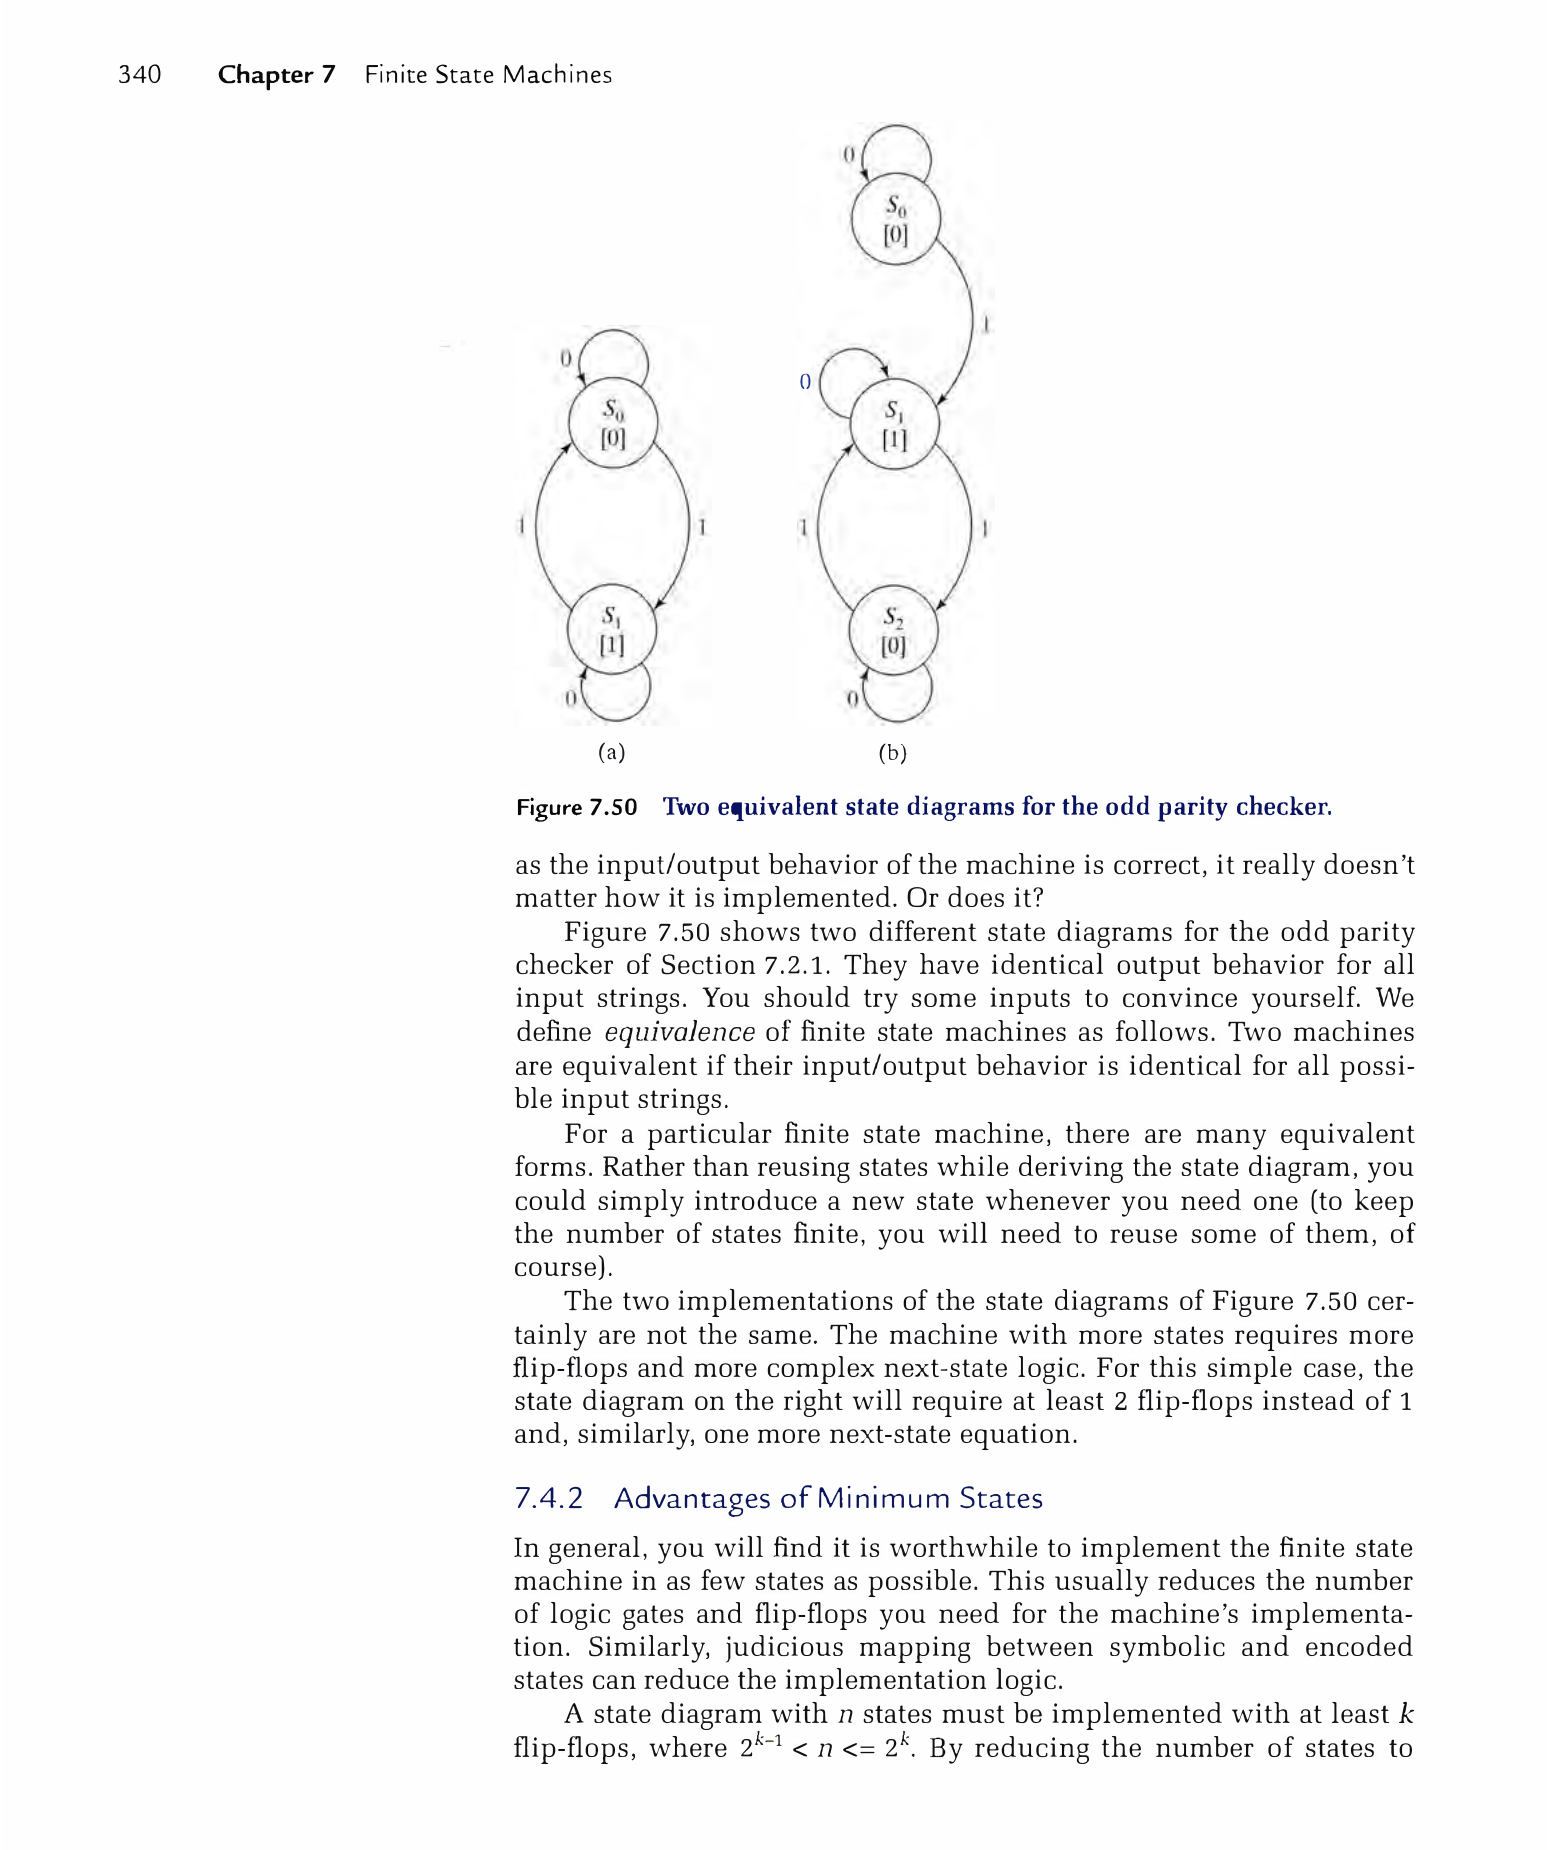 340 Chapter 7 Finite State Machines
0
S₀
[0]
1
0
S₀
[0]
0
S₁
[1]
1
1
1
1
S₁
[1]
0
S₂
[0]
0
(a)
(b)
Figure 7.50 Two equivalent state diagrams for the odd parity checker.
as the input/output behavior of the machine is correct, it really doesn't
matter how it is implemented. Or does it?
Figure 7.50 shows two different state diagrams for the odd parity
checker of Section 7.2.1. They have identical output behavior for all
input strings. You should try some inputs to convince yourself. We
define equivalence of finite state machines as follows. Two machines
are equivalent if their input/output behavior is identical for all possi-
ble input strings.
For a particular finite state machine, there are many equivalent
forms. Rather than reusing states while deriving the state diagram, you
could simply introduce a new state whenever you need one (to keep
the number of states finite, you will need to reuse some of them, of
course).
The two implementations of the state diagrams of Figure 7.50 cer-
tainly are not the same. The machine with more states requires more
flip-flops and more complex next-state logic. For this simple case, the
state diagram on the right will require at least 2 flip-flops instead of 1
and, similarly, one more next-state equation.
7.4.2 Advantages of Minimum States
In general, you will find it is worthwhile to implement the finite state
machine in as few states as possible. This usually reduces the number
of logic gates and flip-flops you need for the machine's implementa-
tion. Similarly, judicious mapping between symbolic and encoded
states can reduce the implementation logic.
A state diagram with n states must be implemented with at least k
flip-flops, where 2ᵏ⁻¹ < n <= 2ᵏ. By reducing the number of states to